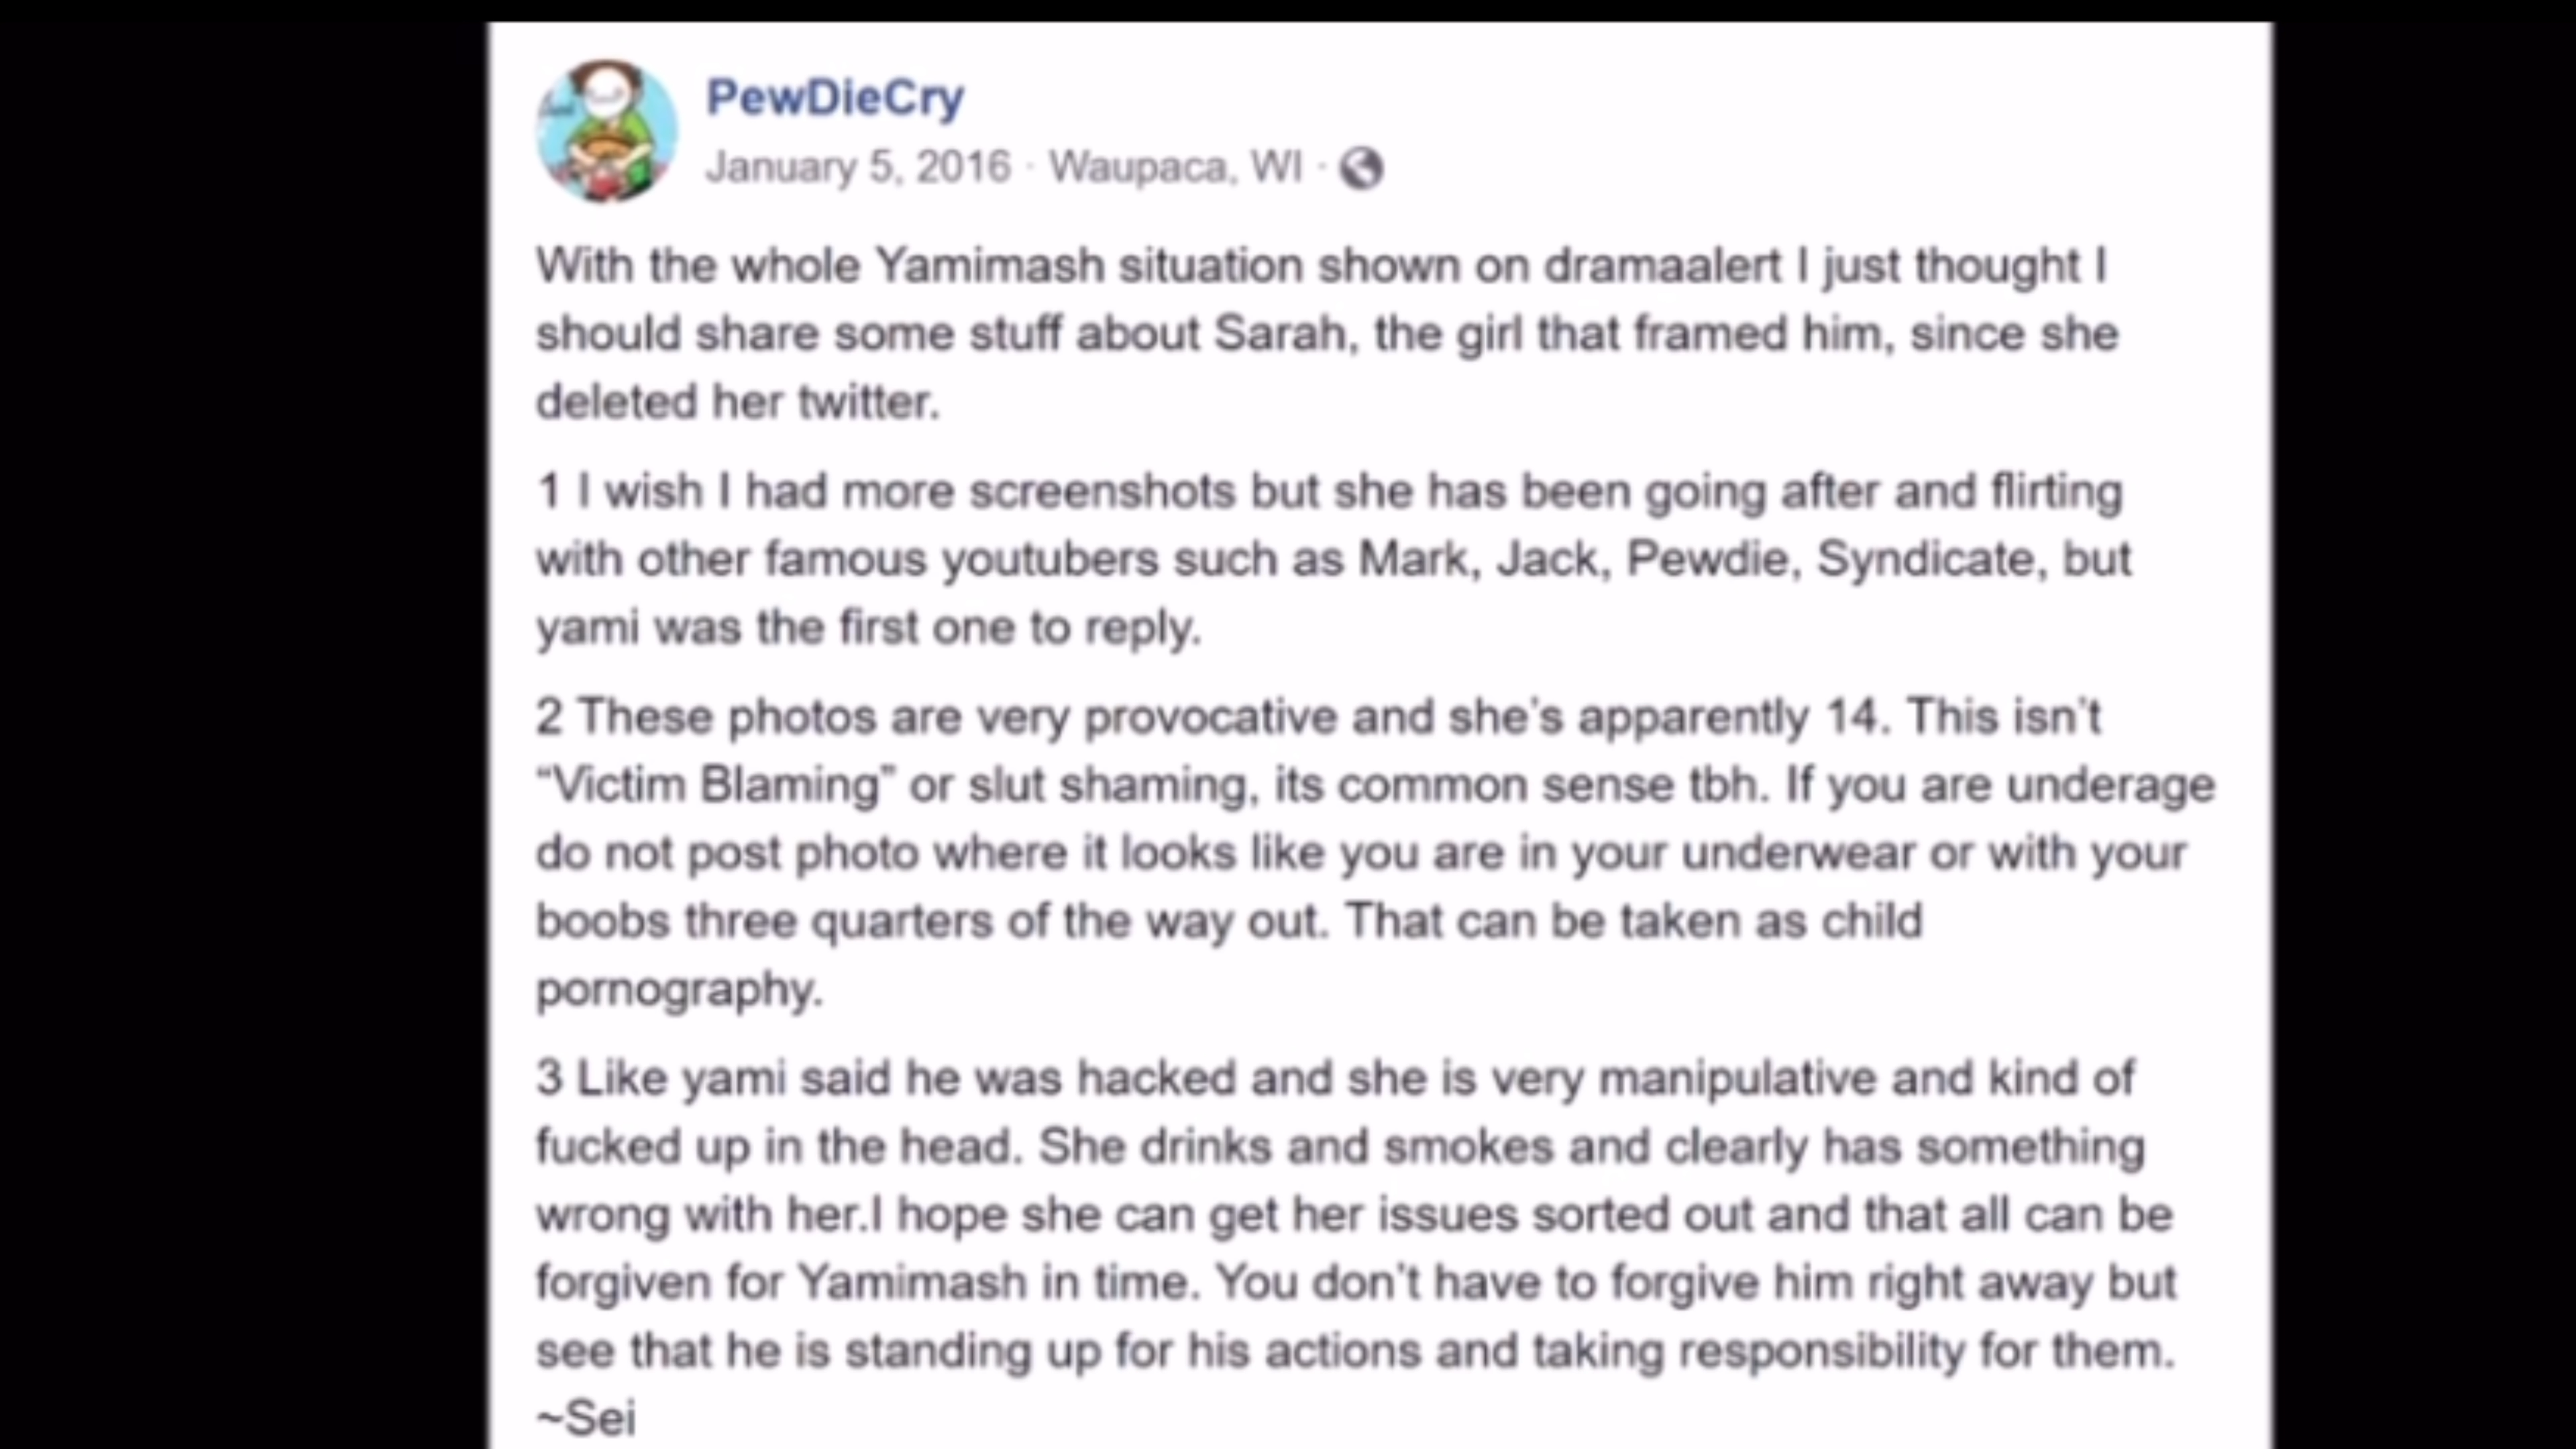 PewDieCry
January 5, 2016 · Waupaca, WI ·
With the whole Yamimash situation shown on dramaalert I just thought I
should share some stuff about Sarah, the girl that framed him, since she
deleted her twitter.
1 I wish I had more screenshots but she has been going after and flirting
with other famous youtubers such as Mark, Jack, Pewdie, Syndicate, but
yami was the first one to reply.
2 These photos are very provocative and she's apparently 14. This isn't
“Victim Blaming” or slut shaming, its common sense tbh. If you are underage
do not post photo where it looks like you are in your underwear or with your
boobs three quarters of the way out. That can be taken as child
pornography.
3 Like yami said he was hacked and she is very manipulative and kind of
fucked up in the head. She drinks and smokes and clearly has something
wrong with her.I hope she can get her issues sorted out and that all can be
forgiven for Yamimash in time. You don't have to forgive him right away but
see that he is standing up for his actions and taking responsibility for them.
~Sei